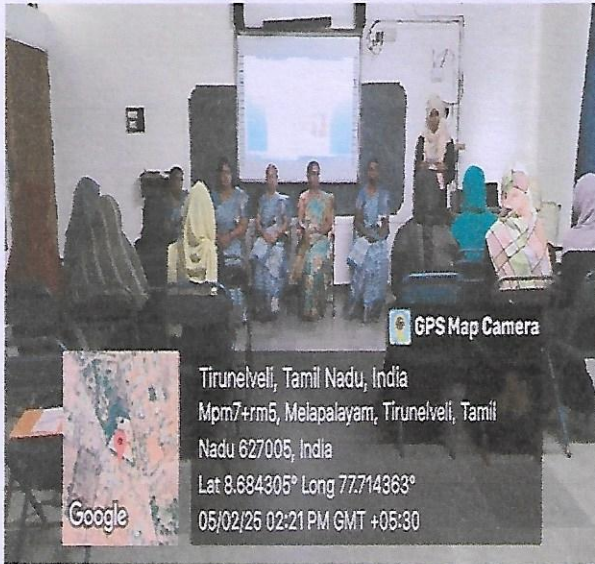 GPS Map Camera
Tirunelveli, Tamil Nadu, India
Mpm7+rm5, Melapalayam, Tirunelveli, Tamil
Nadu 627005, India
Lat 8.684305° Long 77.714363°
05/02/25 02:21 PM GMT +05:30
Google